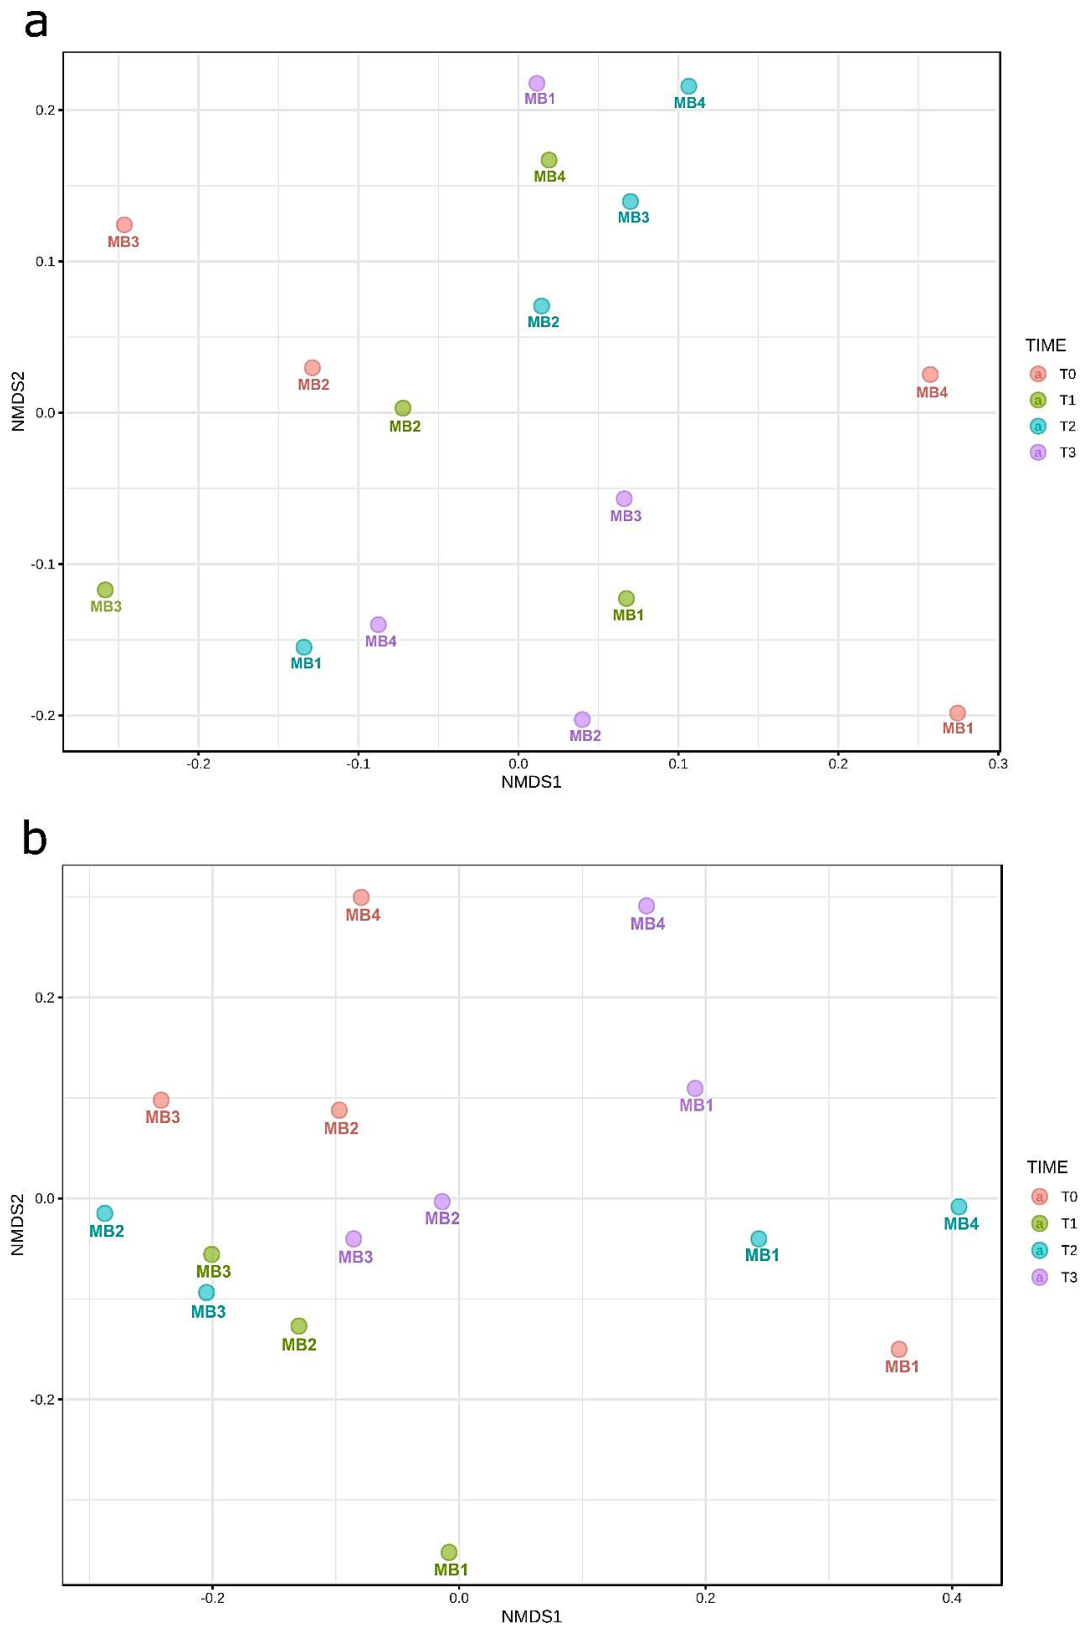 a
MB1
MB4
0.2
MB4
MB3
MB3
0.1
MB2
TIME
NMDS2
MB2
MB4
a T0
0.0
MB2
a T1
a T2
a T3
MB3
-0.1
MB3
MB1
MB4
MB1
-0.2
MB2
MB1
-0.2 -0.1 0.0 0.1 0.2 0.3
NMDS1
b
MB4
MB4
0.2
MB3
MB2
MB1
TIME
NMDS2
0.0
a T0
MB2
MB2
MB4
a T1
MB3
MB3
MB1
a T2
a T3
MB3
MB2
MB1
-0.2
MB1
-0.2 0.0 0.2 0.4
NMDS1